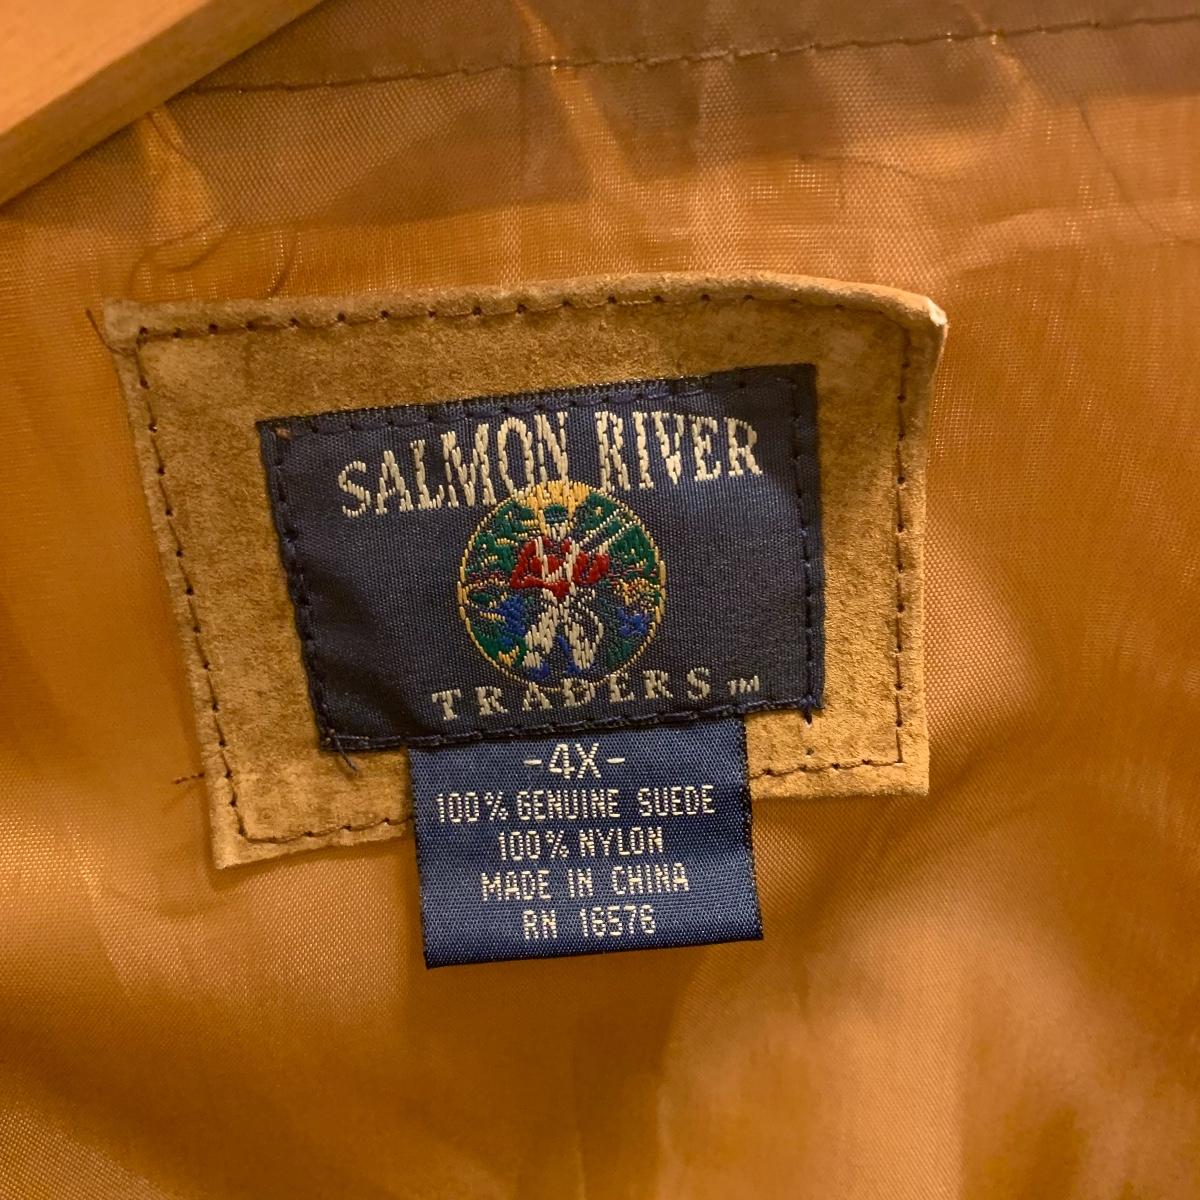 SALMON RIVER
TRADERS™
-4X-
100% GENUINE SUEDE
100% NYLON
MADE IN CHINA
RN 16576